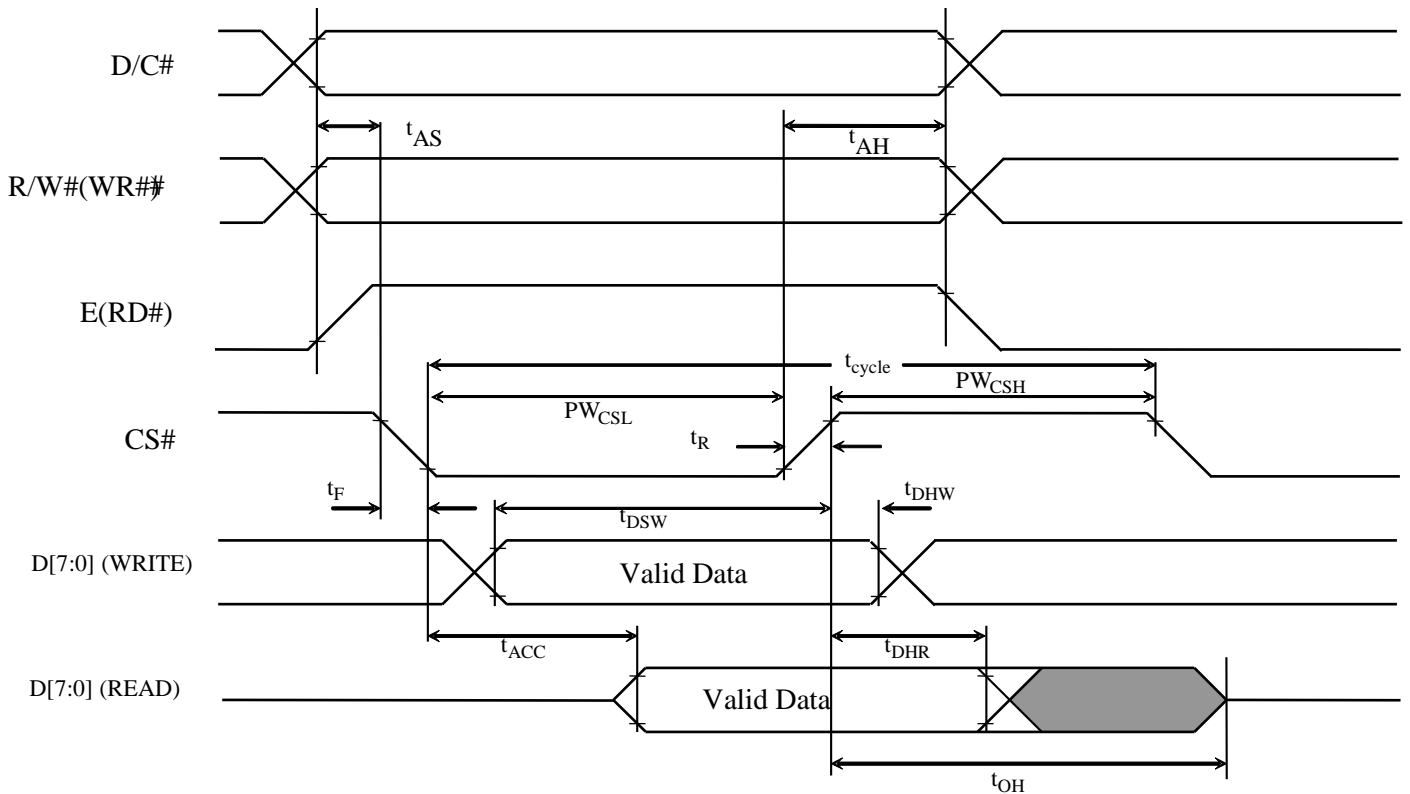 D/C#
tAS
tAH
R/W#(WR##)
E(RD#)
tcycle
PWCSL
PWCSH
CS#
tR
tF
tDSW
tDHW
D[7:0] (WRITE)
Valid Data
tACC
tDHR
D[7:0] (READ)
Valid Data
tOH